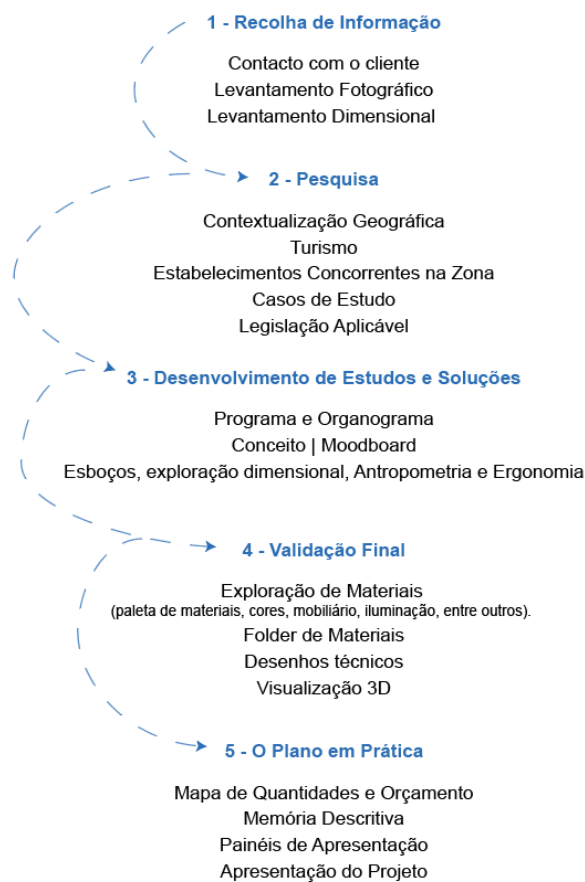 1 - Recolha de Informação
Contacto com o cliente
Levantamento Fotográfico
Levantamento Dimensional
2 - Pesquisa
Contextualização Geográfica
Turismo
Estabelecimentos Concorrentes na Zona
Casos de Estudo
Legislação Aplicável
3 - Desenvolvimento de Estudos e Soluções
Programa e Organograma
Conceito | Moodboard
Esboços, exploração dimensional, Antropometria e Ergonomia
4 - Validação Final
Exploração de Materiais
(paleta de materiais, cores, mobiliário, iluminação, entre outros).
Folder de Materiais
Desenhos técnicos
Visualização 3D
5 - O Plano em Prática
Mapa de Quantidades e Orçamento
Memória Descritiva
Painéis de Apresentação
Apresentação do Projeto